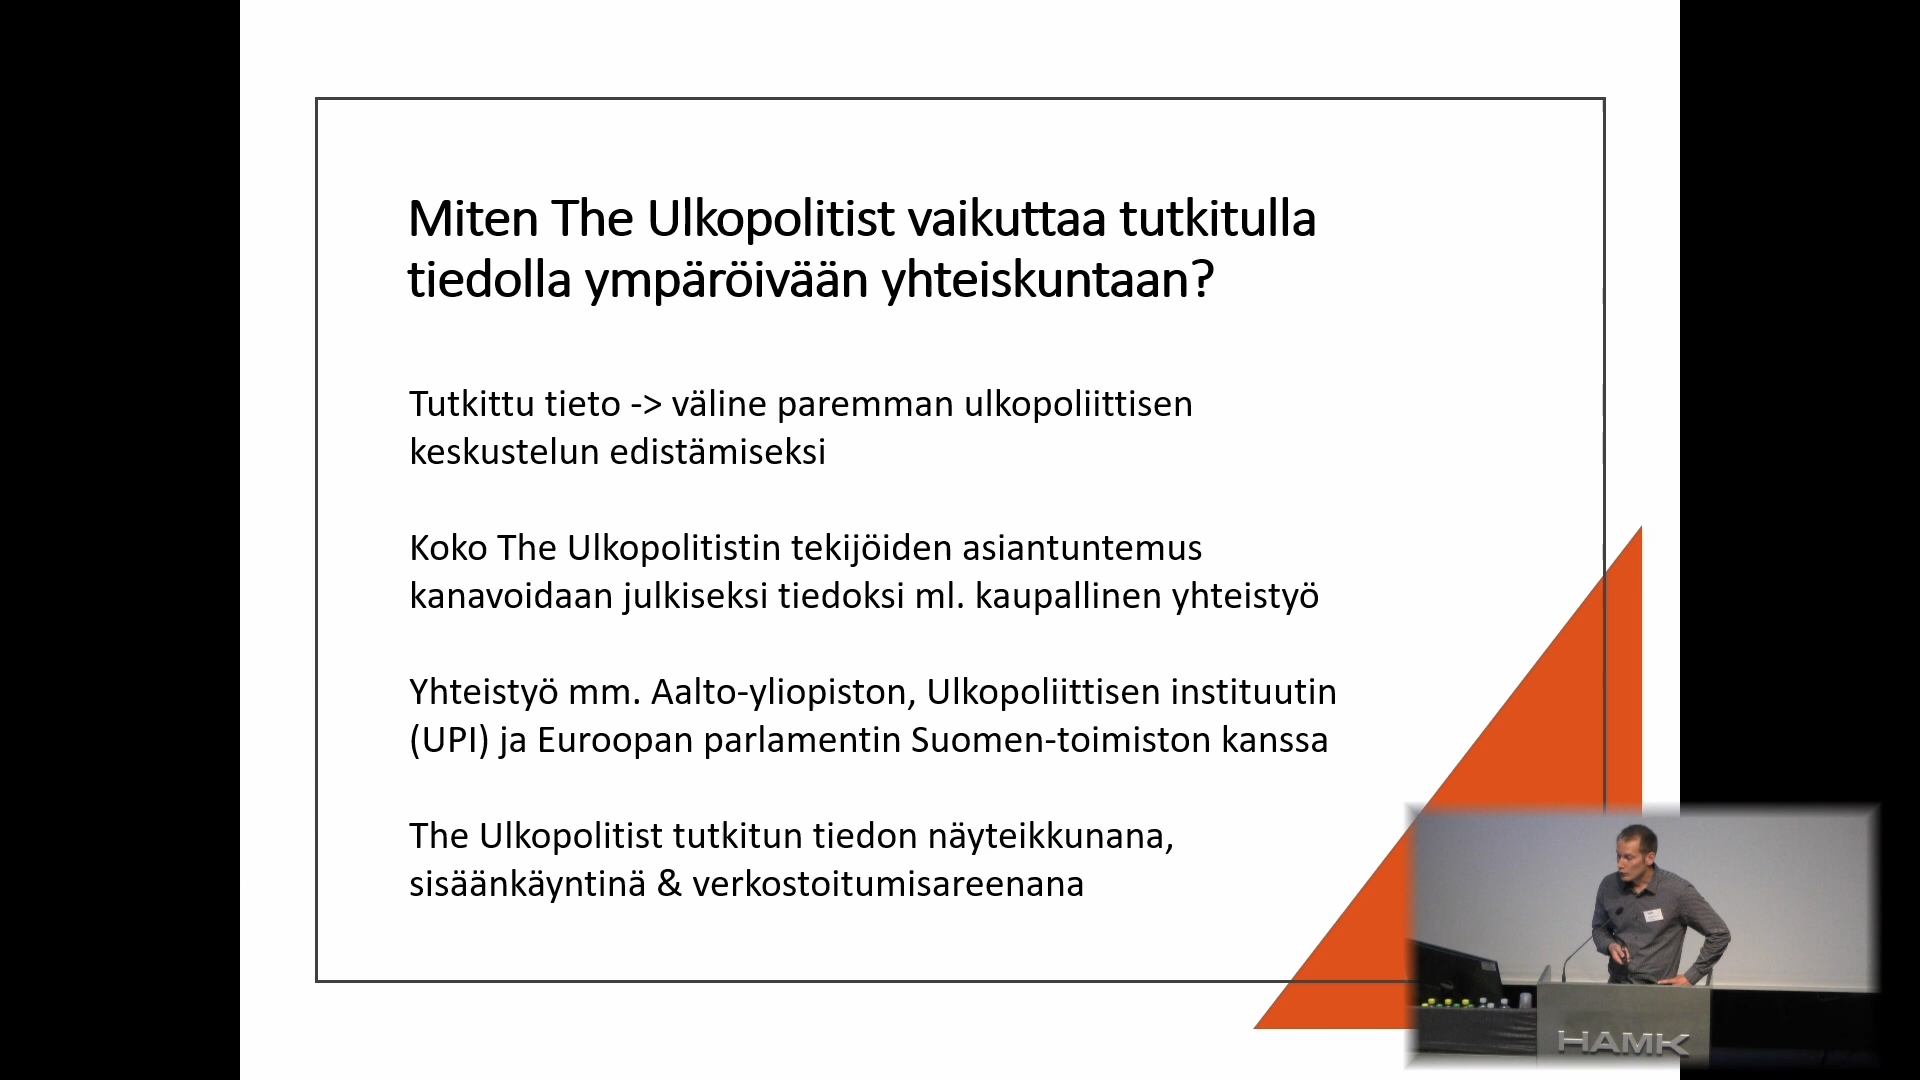 Miten The Ulkopolitist vaikuttaa tutkitulla
tiedolla ympäröivään yhteiskuntaan?
Tutkittu tieto -> väline paremman ulkopoliittisen
keskustelun edistämiseksi
Koko The Ulkopolitistin tekijöiden asiantuntemus
kanavoidaan julkiseksi tiedoksi ml. kaupallinen yhteistyö
Yhteistyö mm. Aalto-yliopiston, Ulkopoliittisen instituutin
(UPI) ja Euroopan parlamentin Suomen-toimiston kanssa
The Ulkopolitist tutkitun tiedon näyteikkunana,
sisäänkäyntinä & verkostoitumisareenana
HAMK